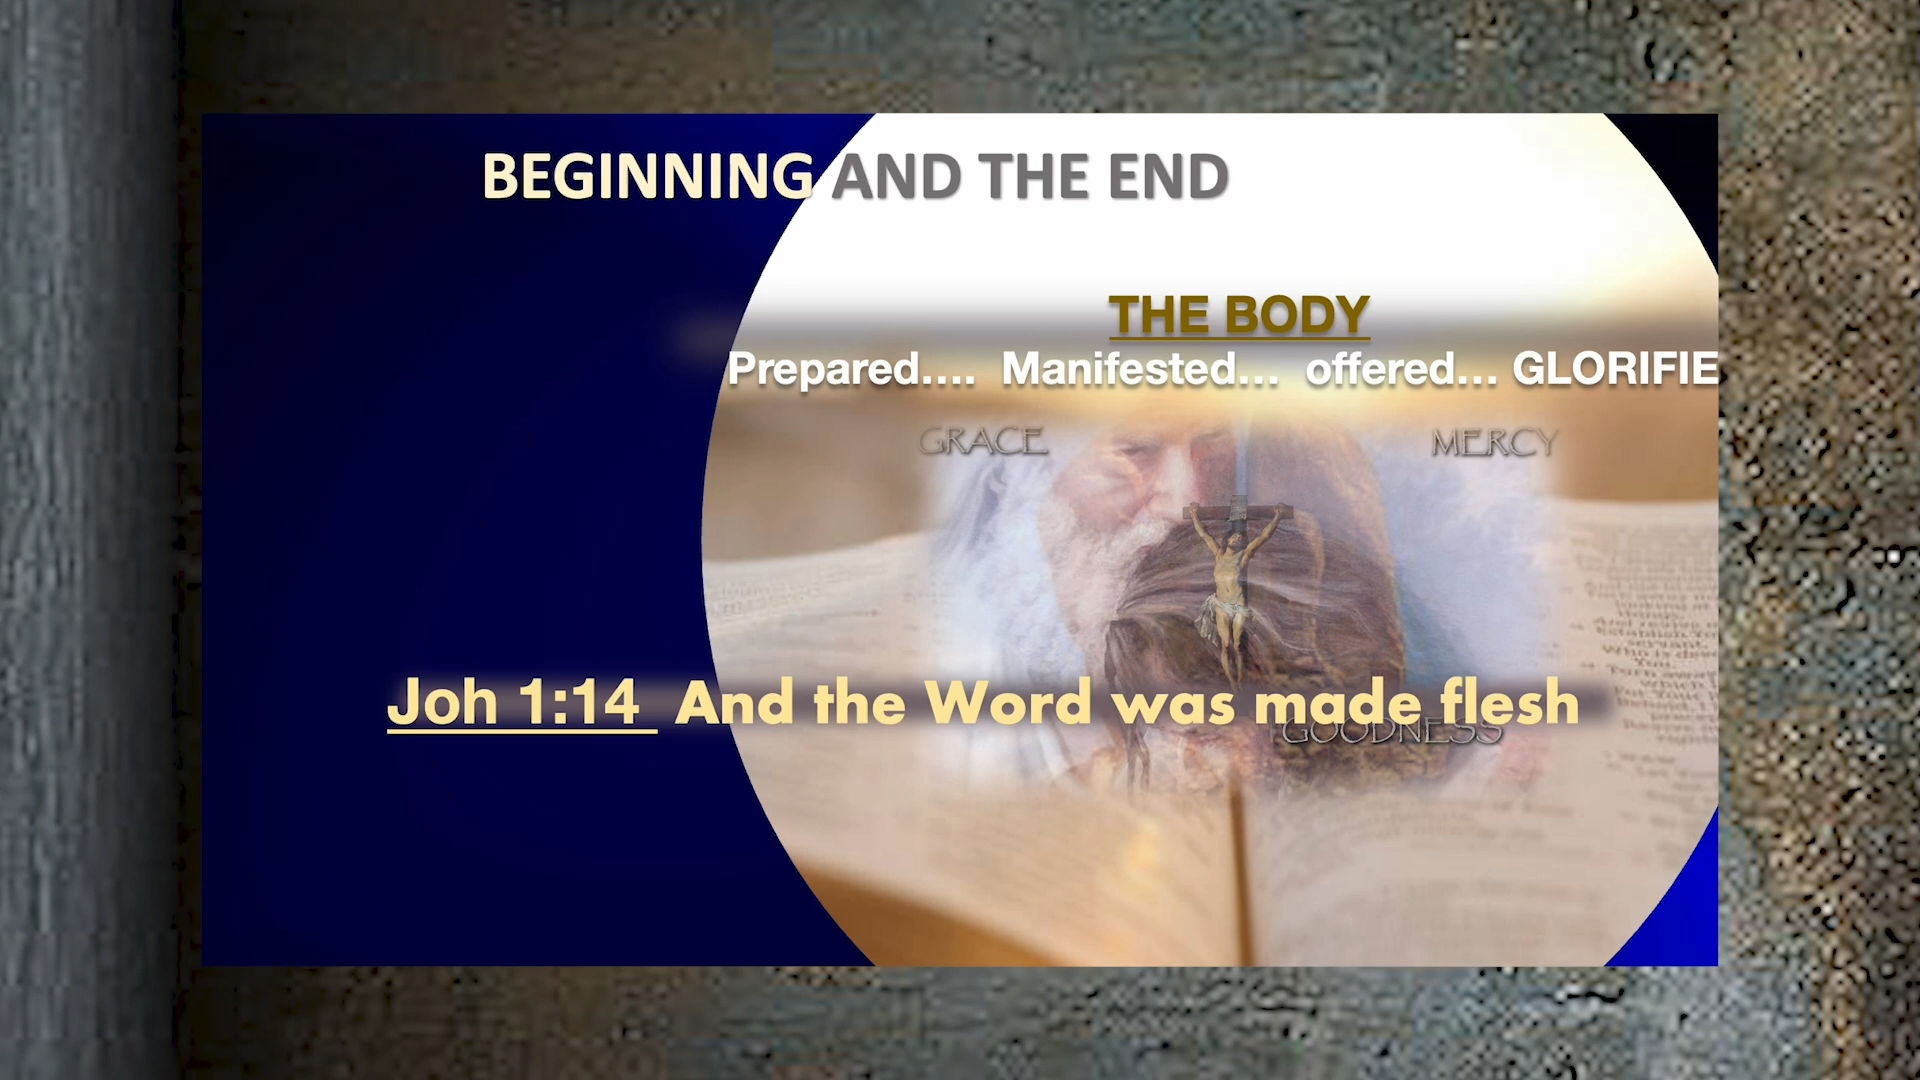 BEGINNING AND THE END
THE BODY
Prepared.... Manifested... offered... GLORIFIE
GRACE
MERCY
Joh 1:14 And the Word was made flesh
GOODNESS